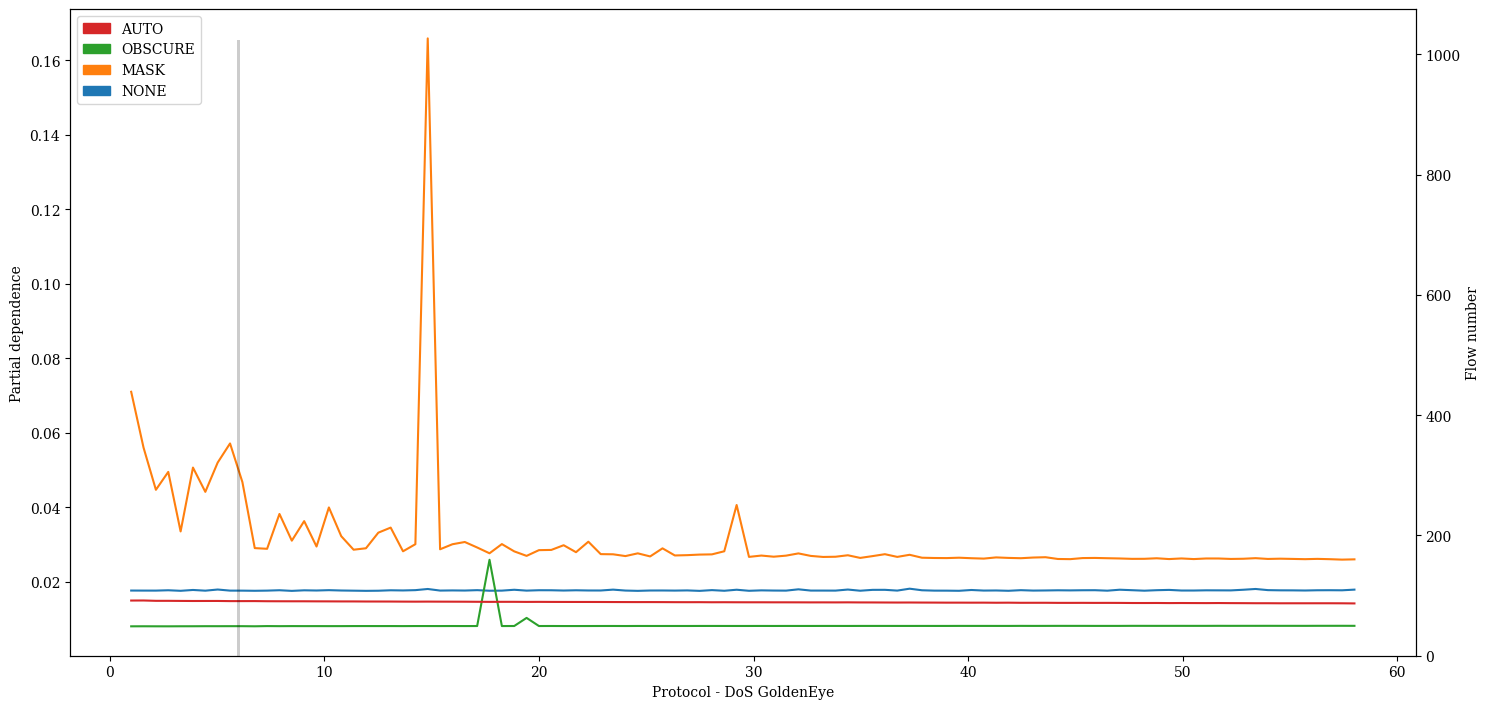 AUTO
OBSCURE
MASK
NONE
Partial dependence
0.16
0.14
0.12
0.10
0.08
0.06
0.04
0.02
1000
800
600
400
200
0
Flow number
0 10 20 30 40 50 60
Protocol - DoS GoldenEye